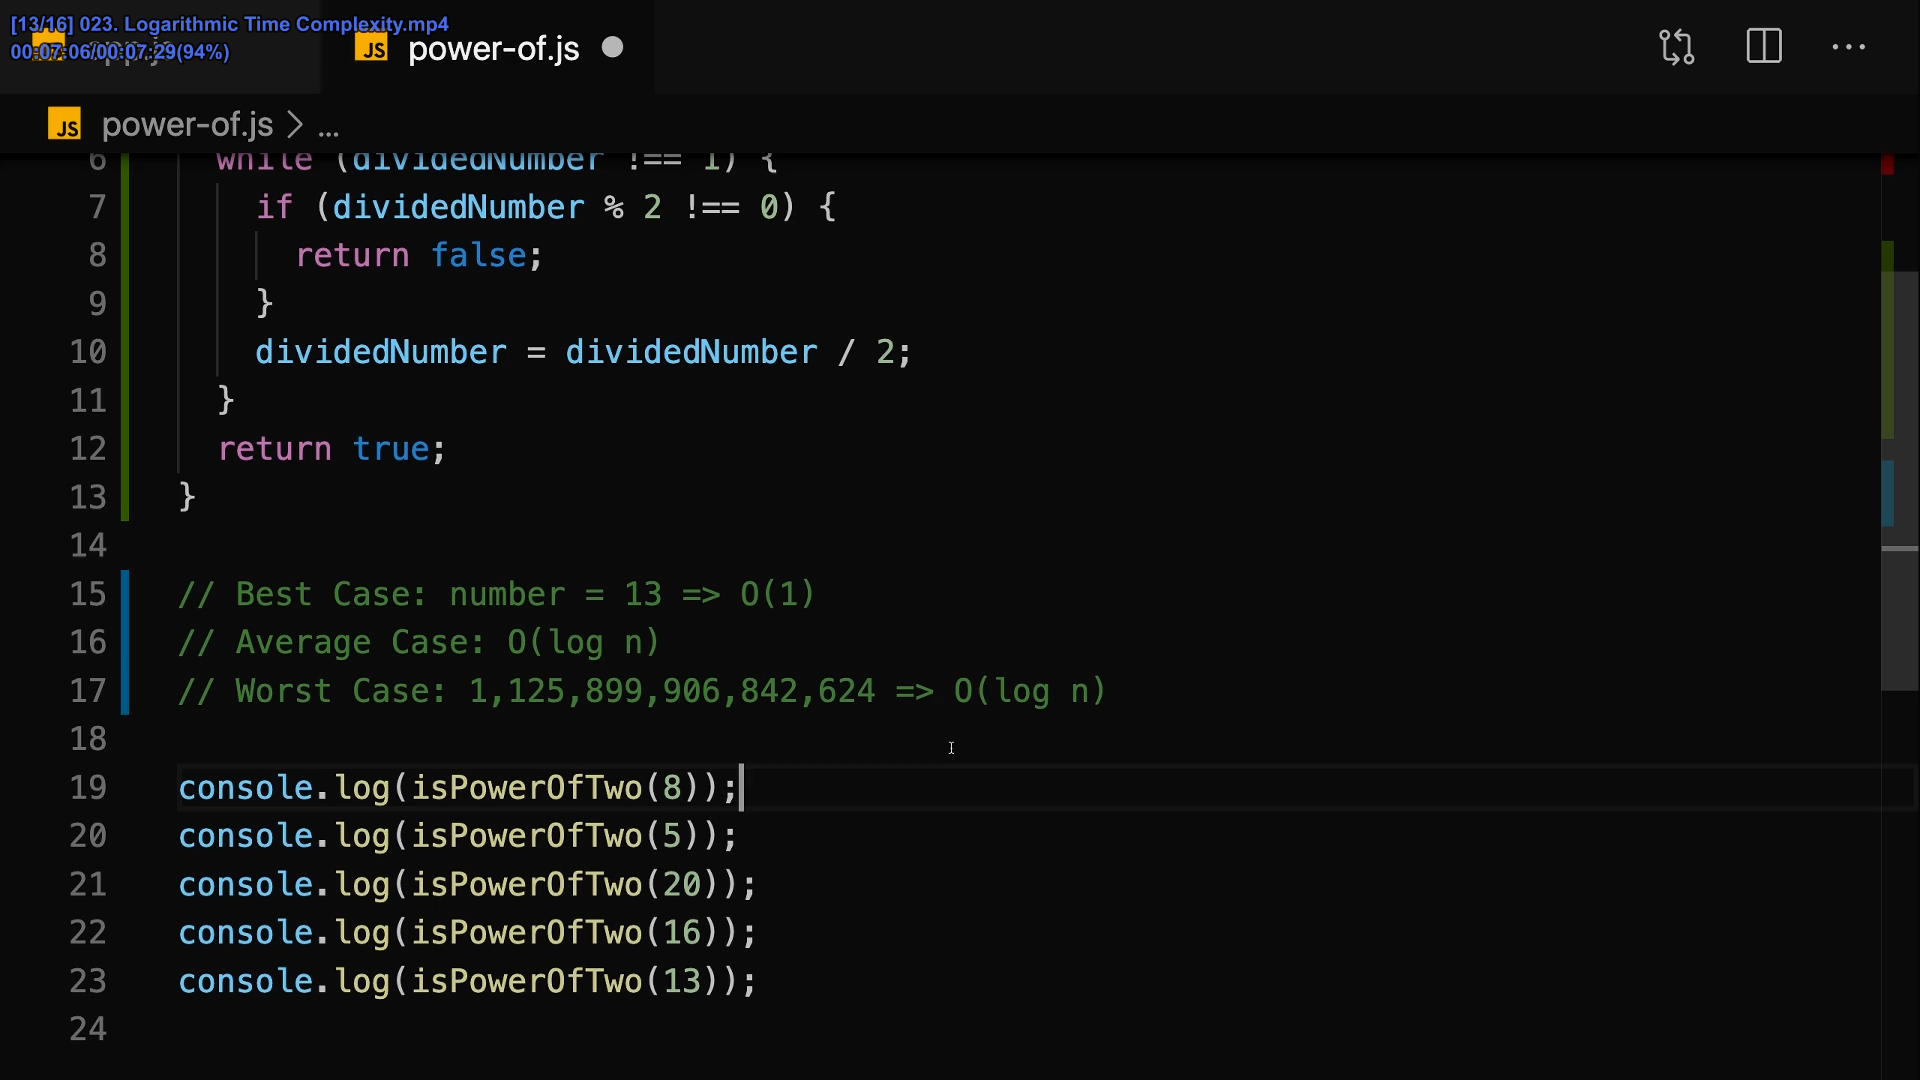 [13/16] 023. Logarithmic Time Complexity.mp4
00:07:06/00:07:29(94%)
JS power-of.js
JS power-of.js > ...
6 while (dividedNumber !== 1) {
7 if (dividedNumber % 2 !== 0) {
8 return false;
9 }
10 dividedNumber = dividedNumber / 2;
11 }
12 return true;
13 }
14
15 // Best Case: number = 13 => O(1)
16 // Average Case: O(log n)
17 // Worst Case: 1,125,899,906,842,624 => O(log n)
18
19 console.log(isPowerOfTwo(8));
20 console.log(isPowerOfTwo(5));
21 console.log(isPowerOfTwo(20));
22 console.log(isPowerOfTwo(16));
23 console.log(isPowerOfTwo(13));
24